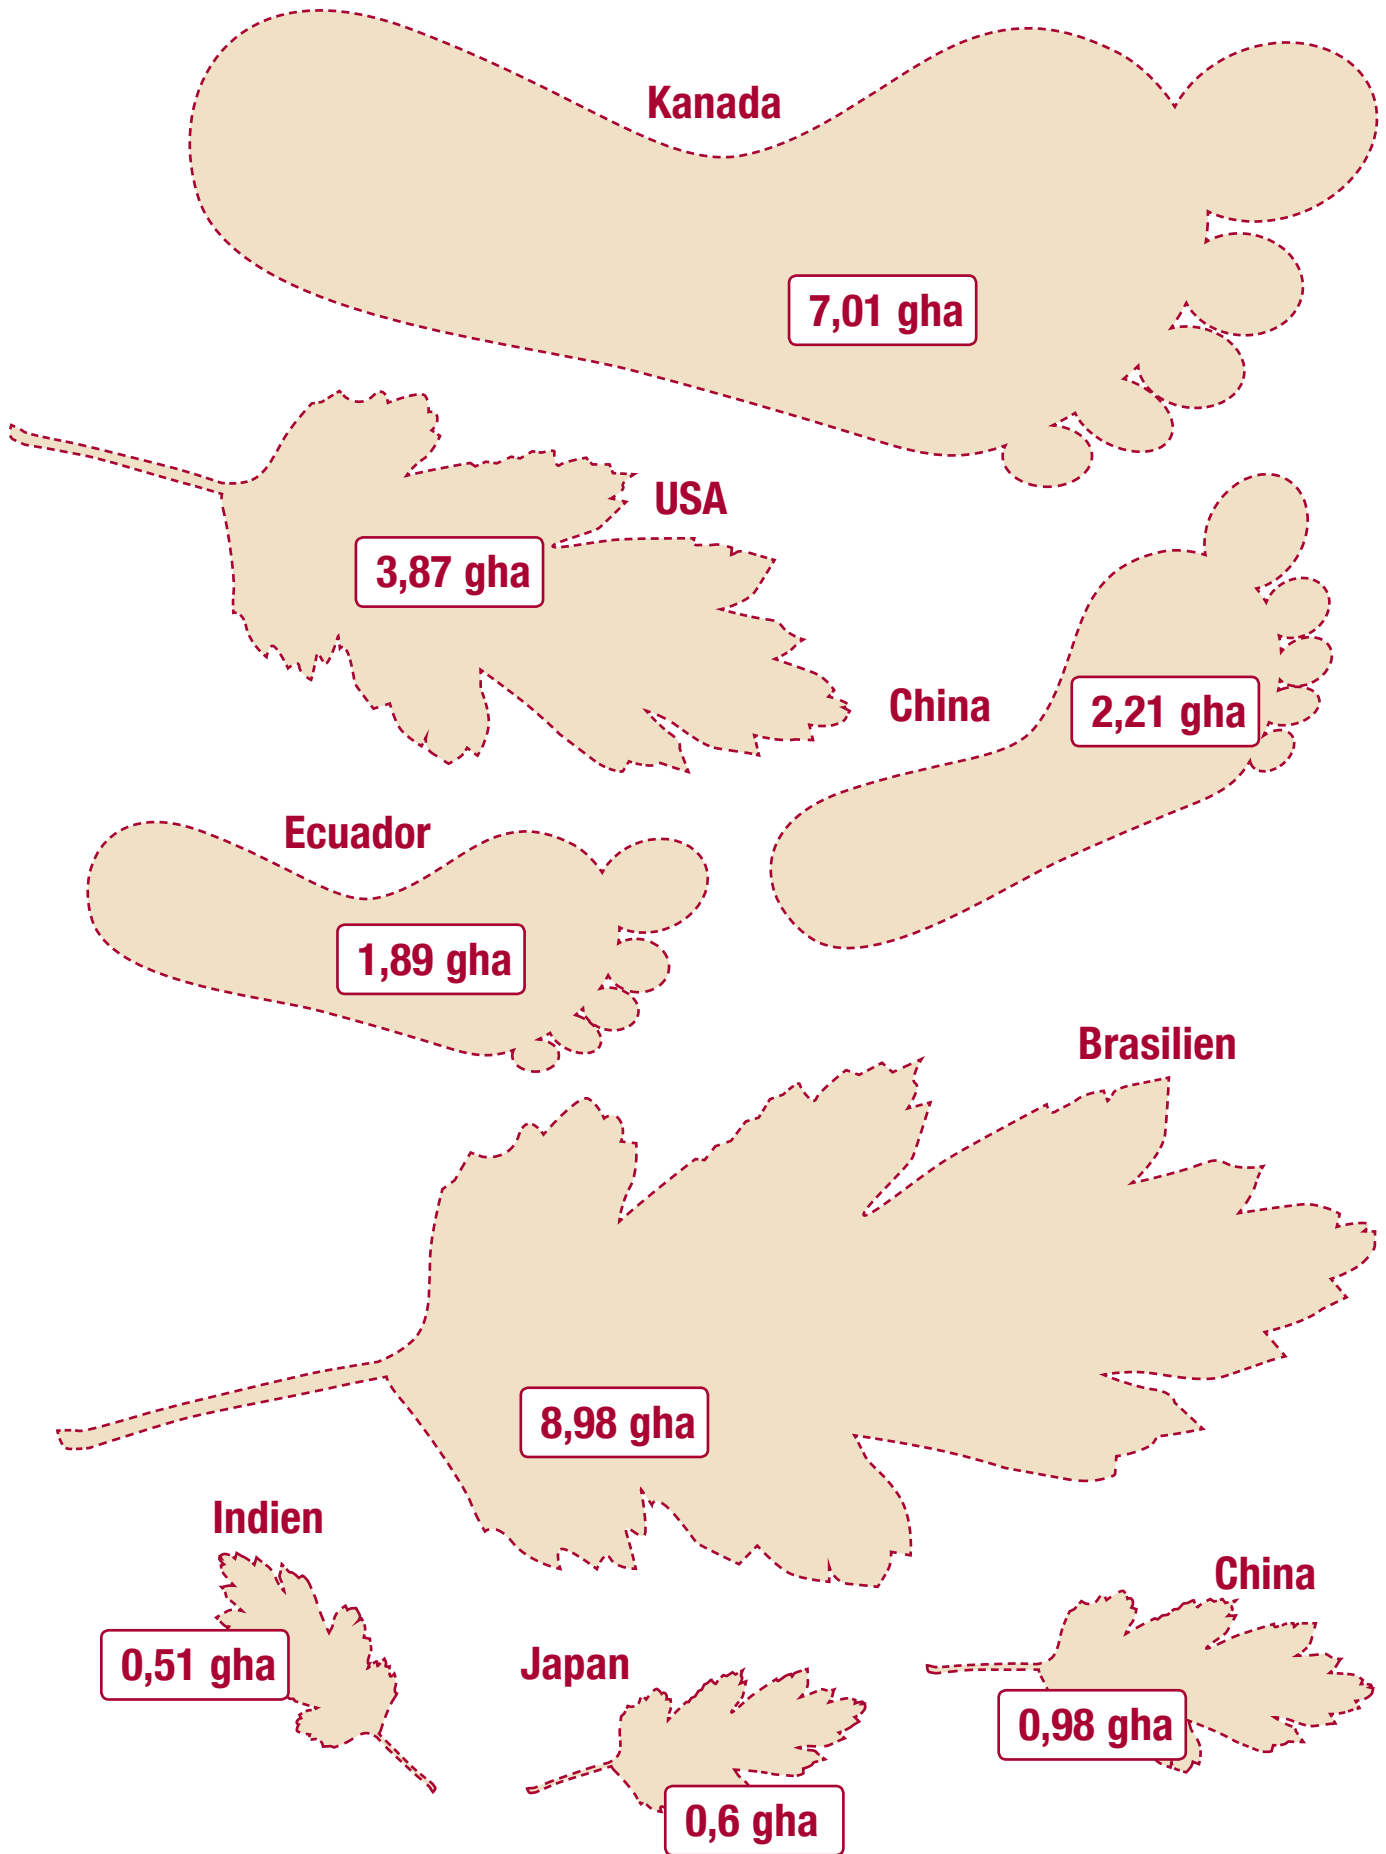 Kanada
7,01 gha
USA
3,87 gha
China
2,21 gha
Ecuador
1,89 gha
Brasilien
8,98 gha
Indien
0,51 gha
Japan
0,6 gha
China
0,98 gha